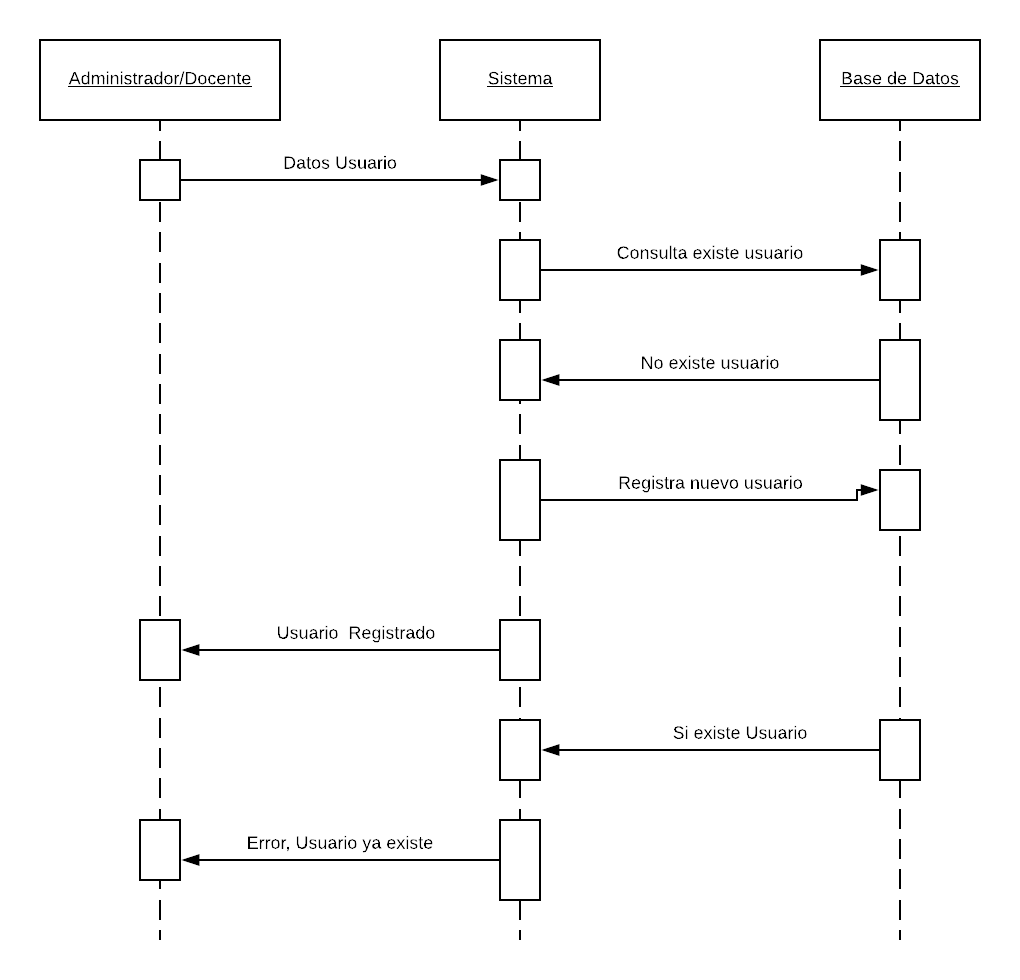 Administrador/Docente
Sistema
Base de Datos
Datos Usuario
Consulta existe usuario
No existe usuario
Registra nuevo usuario
Usuario  Registrado
Si existe Usuario
Error, Usuario ya existe